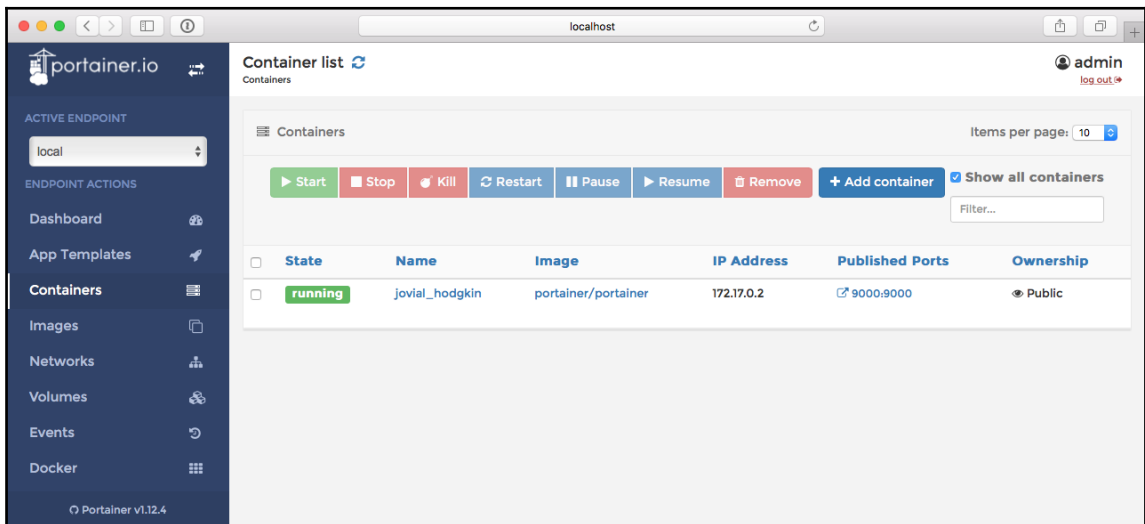 localhost
portainer.io
Container list
Containers
admin
log out
ACTIVE ENDPOINT
local
ENDPOINT ACTIONS
Dashboard
App Templates
Containers
Images
Networks
Volumes
Events
Docker
Portainer v1.12.4
Containers
Items per page: 10
Start Stop Kill Restart Pause Resume Remove + Add container
Show all containers
Filter...
State Name Image IP Address Published Ports Ownership
running jovial_hodgkin portainer/portainer 172.17.0.2 9000:9000 Public